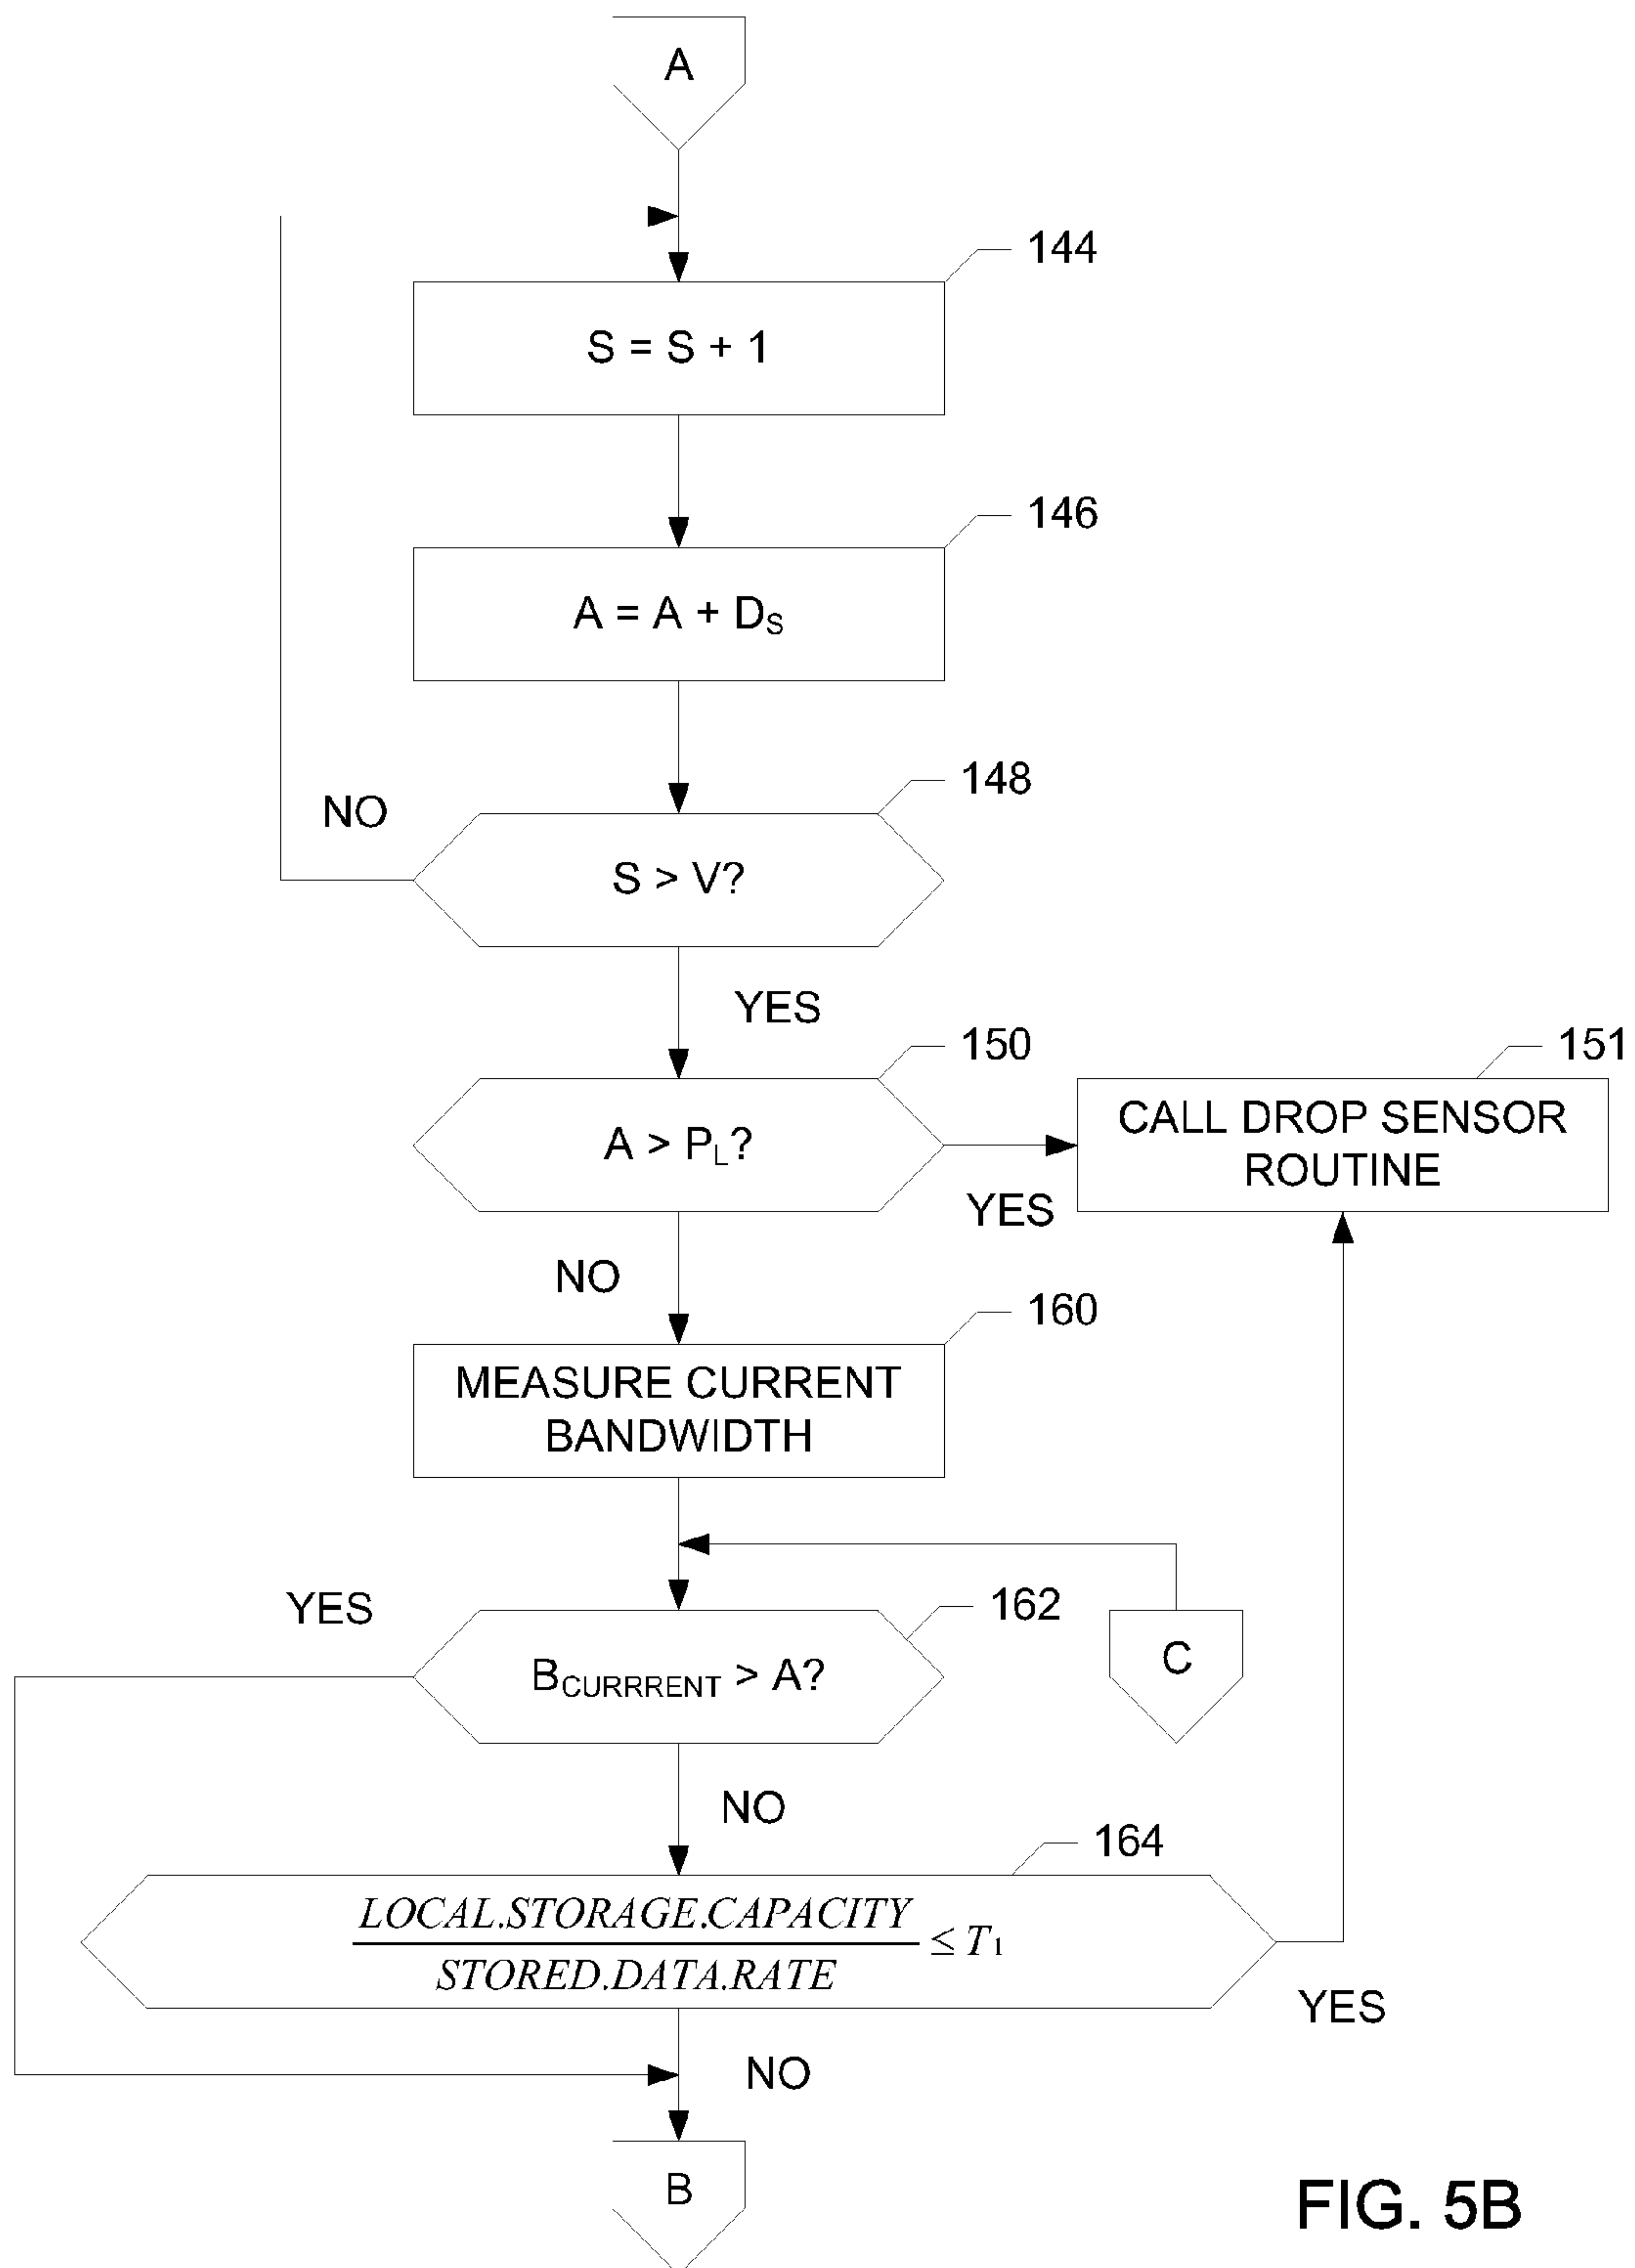 A
144
S = S + 1
146
A = A + DS
148
NO
S > V?
YES
150
151
A > PL?
CALL DROP SENSOR
ROUTINE
YES
NO
160
MEASURE CURRENT
BANDWIDTH
YES
162
BCURRRENT > A?
C
NO
164
LOCAL.STORAGE.CAPACITY
STORED.DATA.RATE
≤ T1
YES
NO
B
FIG. 5B